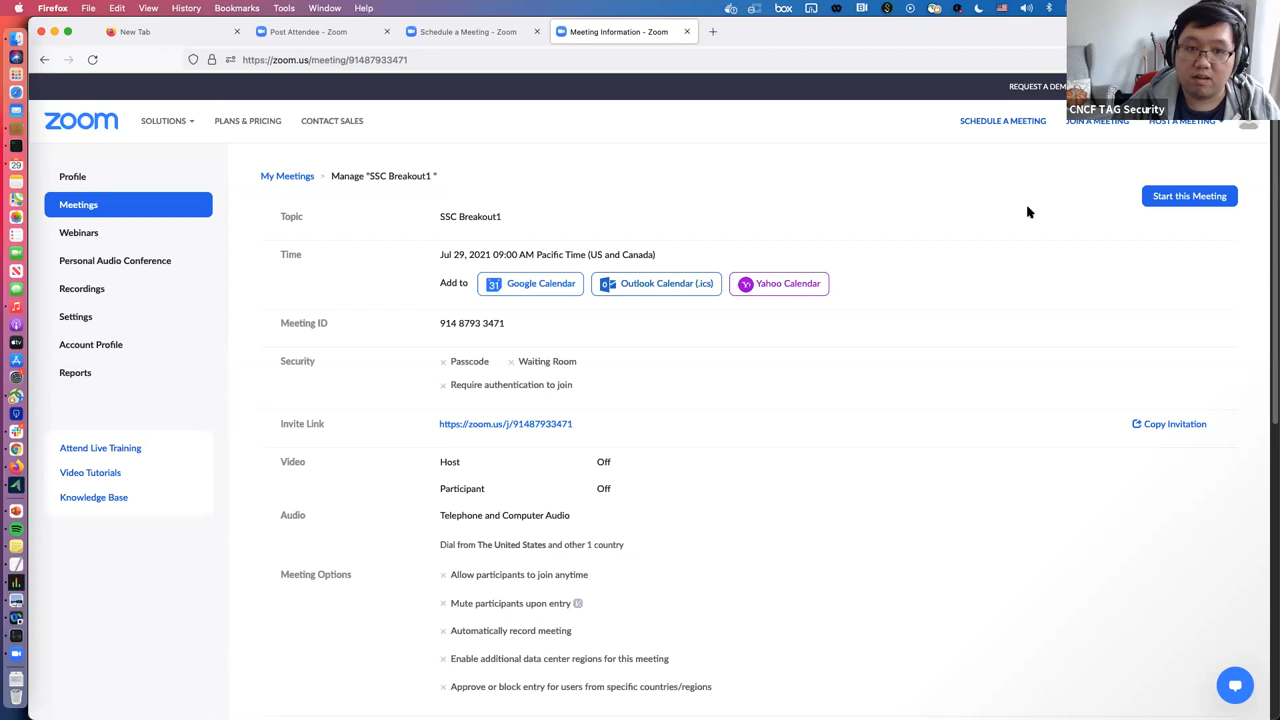 Firefox File Edit View History Bookmarks Tools Window Help
New Tab
Post Attendee - Zoom
Schedule a Meeting - Zoom
Meeting Information - Zoom
https://zoom.us/meeting/91487933471
REQUEST A DEM
CNCF TAG Security
zoom
SOLUTIONS
PLANS & PRICING
CONTACT SALES
SCHEDULE A MEETING
JOIN A MEETING
HOST A MEETING
Profile
Meetings
Webinars
Personal Audio Conference
Recordings
Settings
Account Profile
Reports
Attend Live Training
Video Tutorials
Knowledge Base
My Meetings > Manage "SSC Breakout1 "
Start this Meeting
Topic SSC Breakout1
Time Jul 29, 2021 09:00 AM Pacific Time (US and Canada)
Add to Google Calendar Outlook Calendar (.ics) Yahoo Calendar
Meeting ID 914 8793 3471
Security Passcode Waiting Room
Require authentication to join
Invite Link https://zoom.us/j/91487933471 Copy Invitation
Video Host Off
Participant Off
Audio Telephone and Computer Audio
Dial from The United States and other 1 country
Meeting Options Allow participants to join anytime
Mute participants upon entry
Automatically record meeting
Enable additional data center regions for this meeting
Approve or block entry for users from specific countries/regions